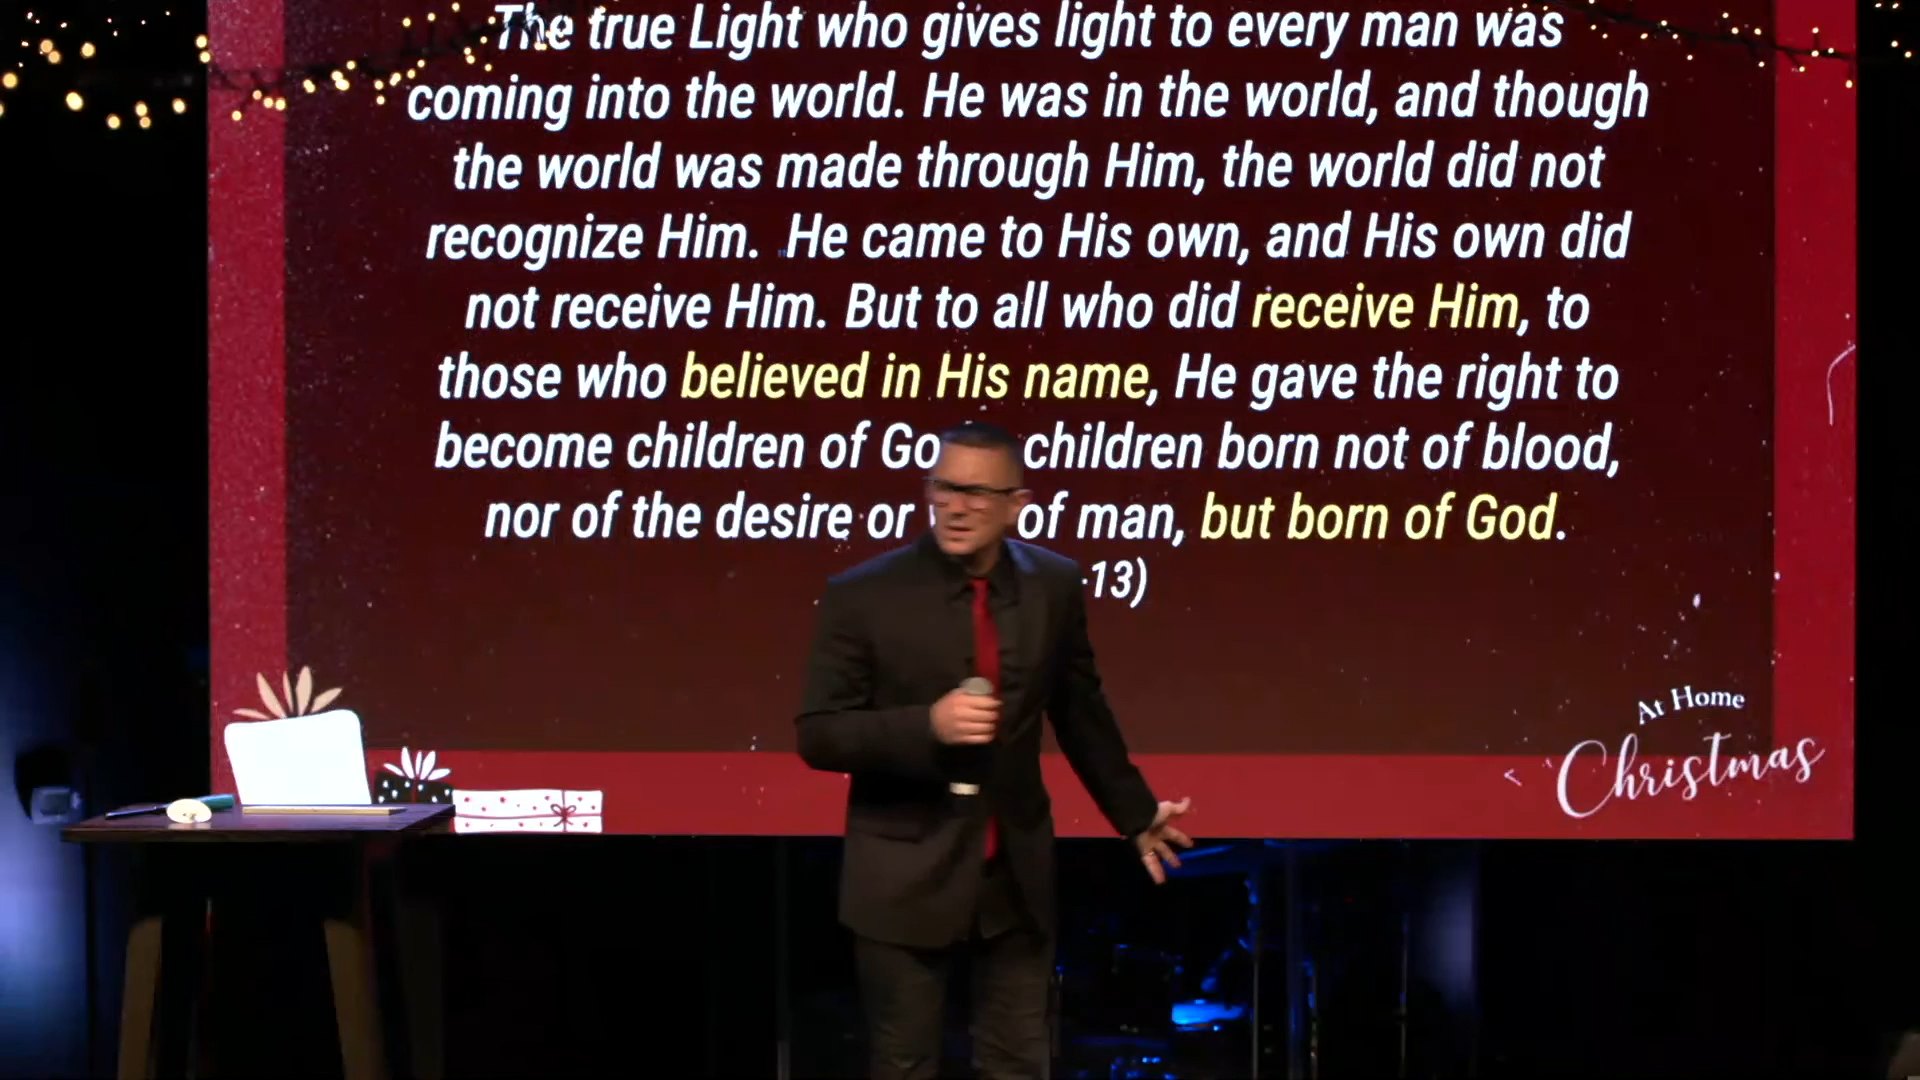 The true Light who gives light to every man was
coming into the world. He was in the world, and though
the world was made through Him, the world did not
recognize Him. He came to His own, and His own did
not receive Him. But to all who did receive Him, to
those who believed in His name, He gave the right to
become children of children born not of blood,
nor of the desire or of man, but born of God.
-13)
At Home
Christmas